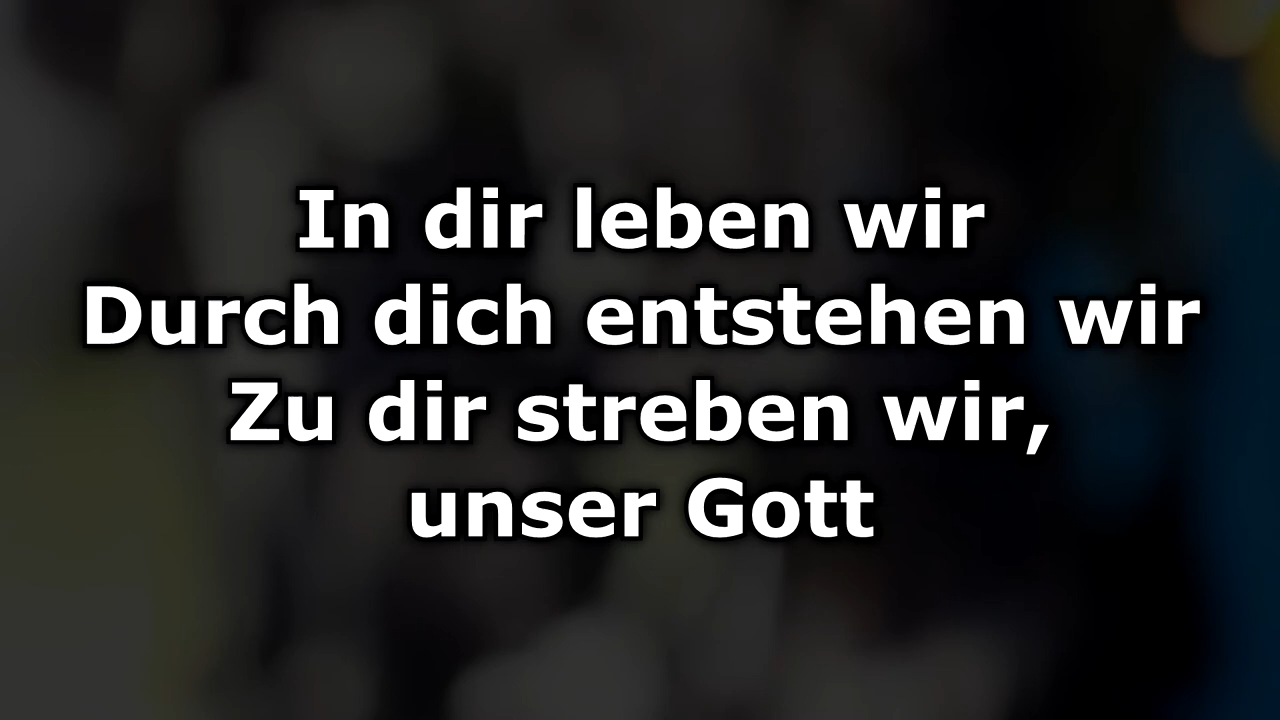 In dir leben wir
Durch dich entstehen wir
Zu dir streben wir,
unser Gott